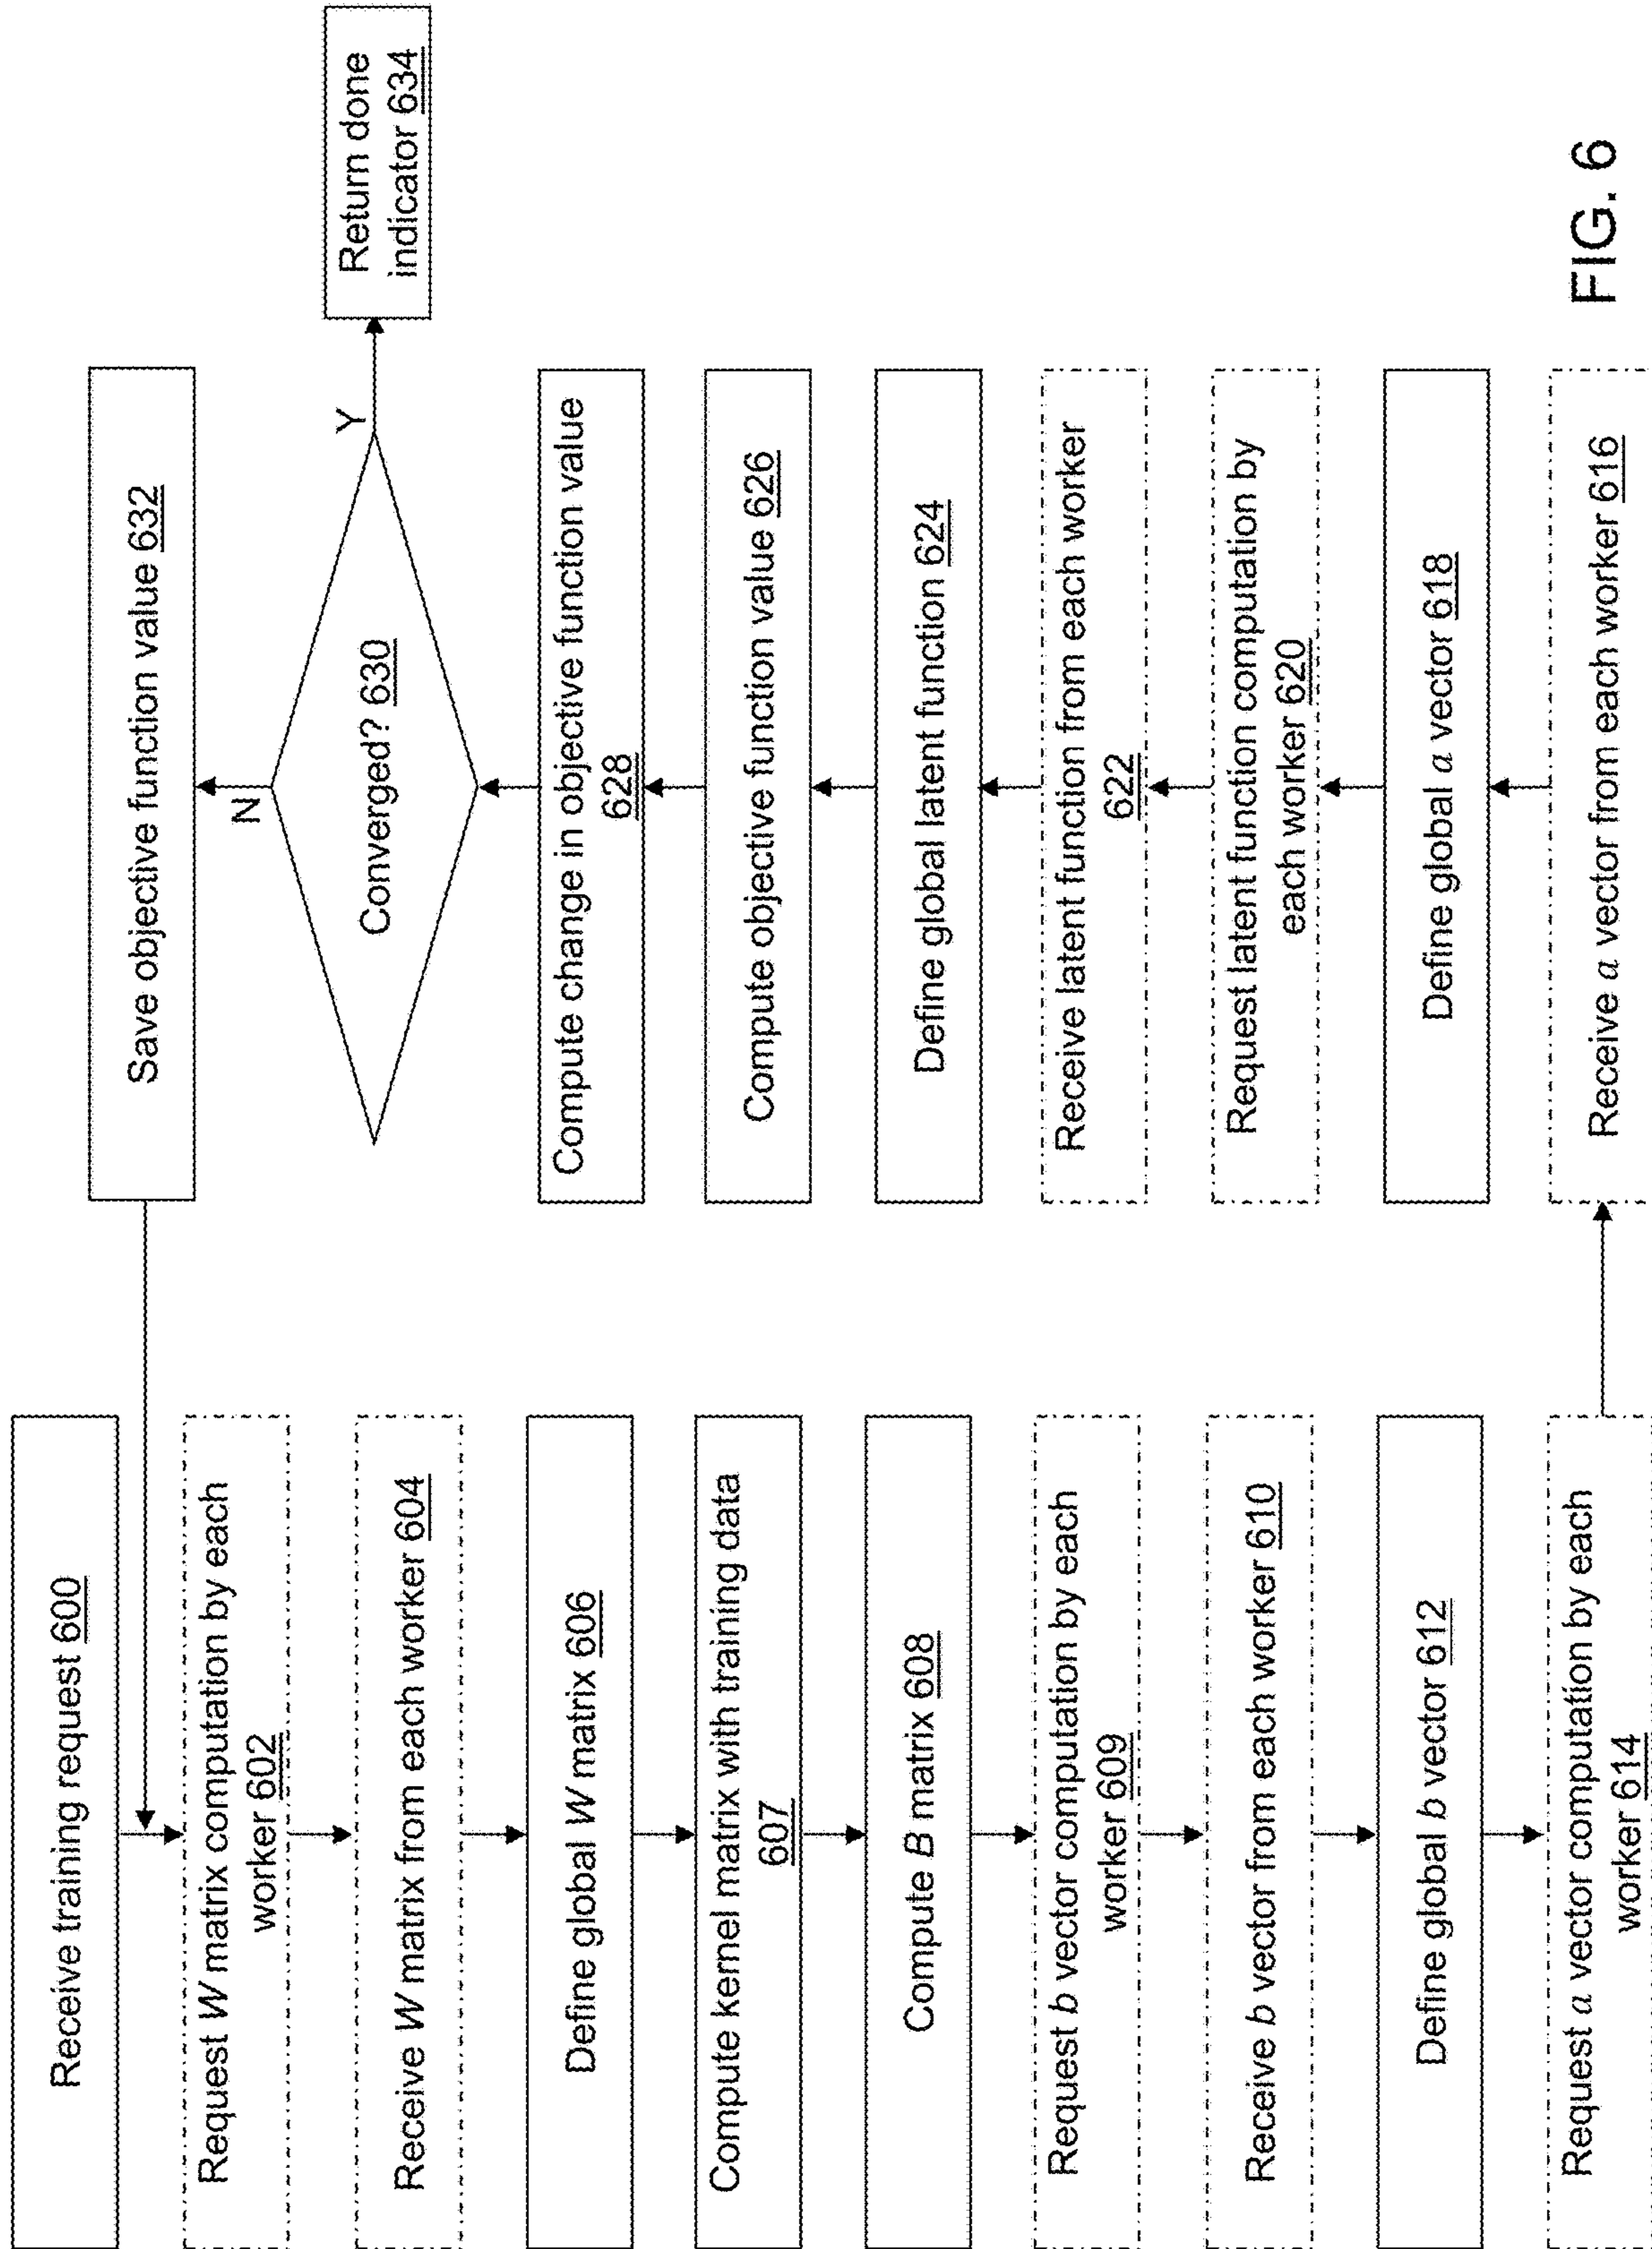 Receive training request 600
Request W matrix computation by each
worker 602
Receive W matrix from each worker 604
Define global W matrix 606
Compute kernel matrix with training data
607
Compute B matrix 608
Request b vector computation by each
worker 609
Receive b vector from each worker 610
Define global b vector 612
Request a vector computation by each
worker 614
Receive a vector from each worker 616
Define global a vector 618
Request latent function computation by
each worker 620
Receive latent function from each worker
622
Define global latent function 624
Compute objective function value 626
Compute change in objective function value
628
Converged? 630
Y
Return done
indicator 634
N
Save objective function value 632
FIG. 6